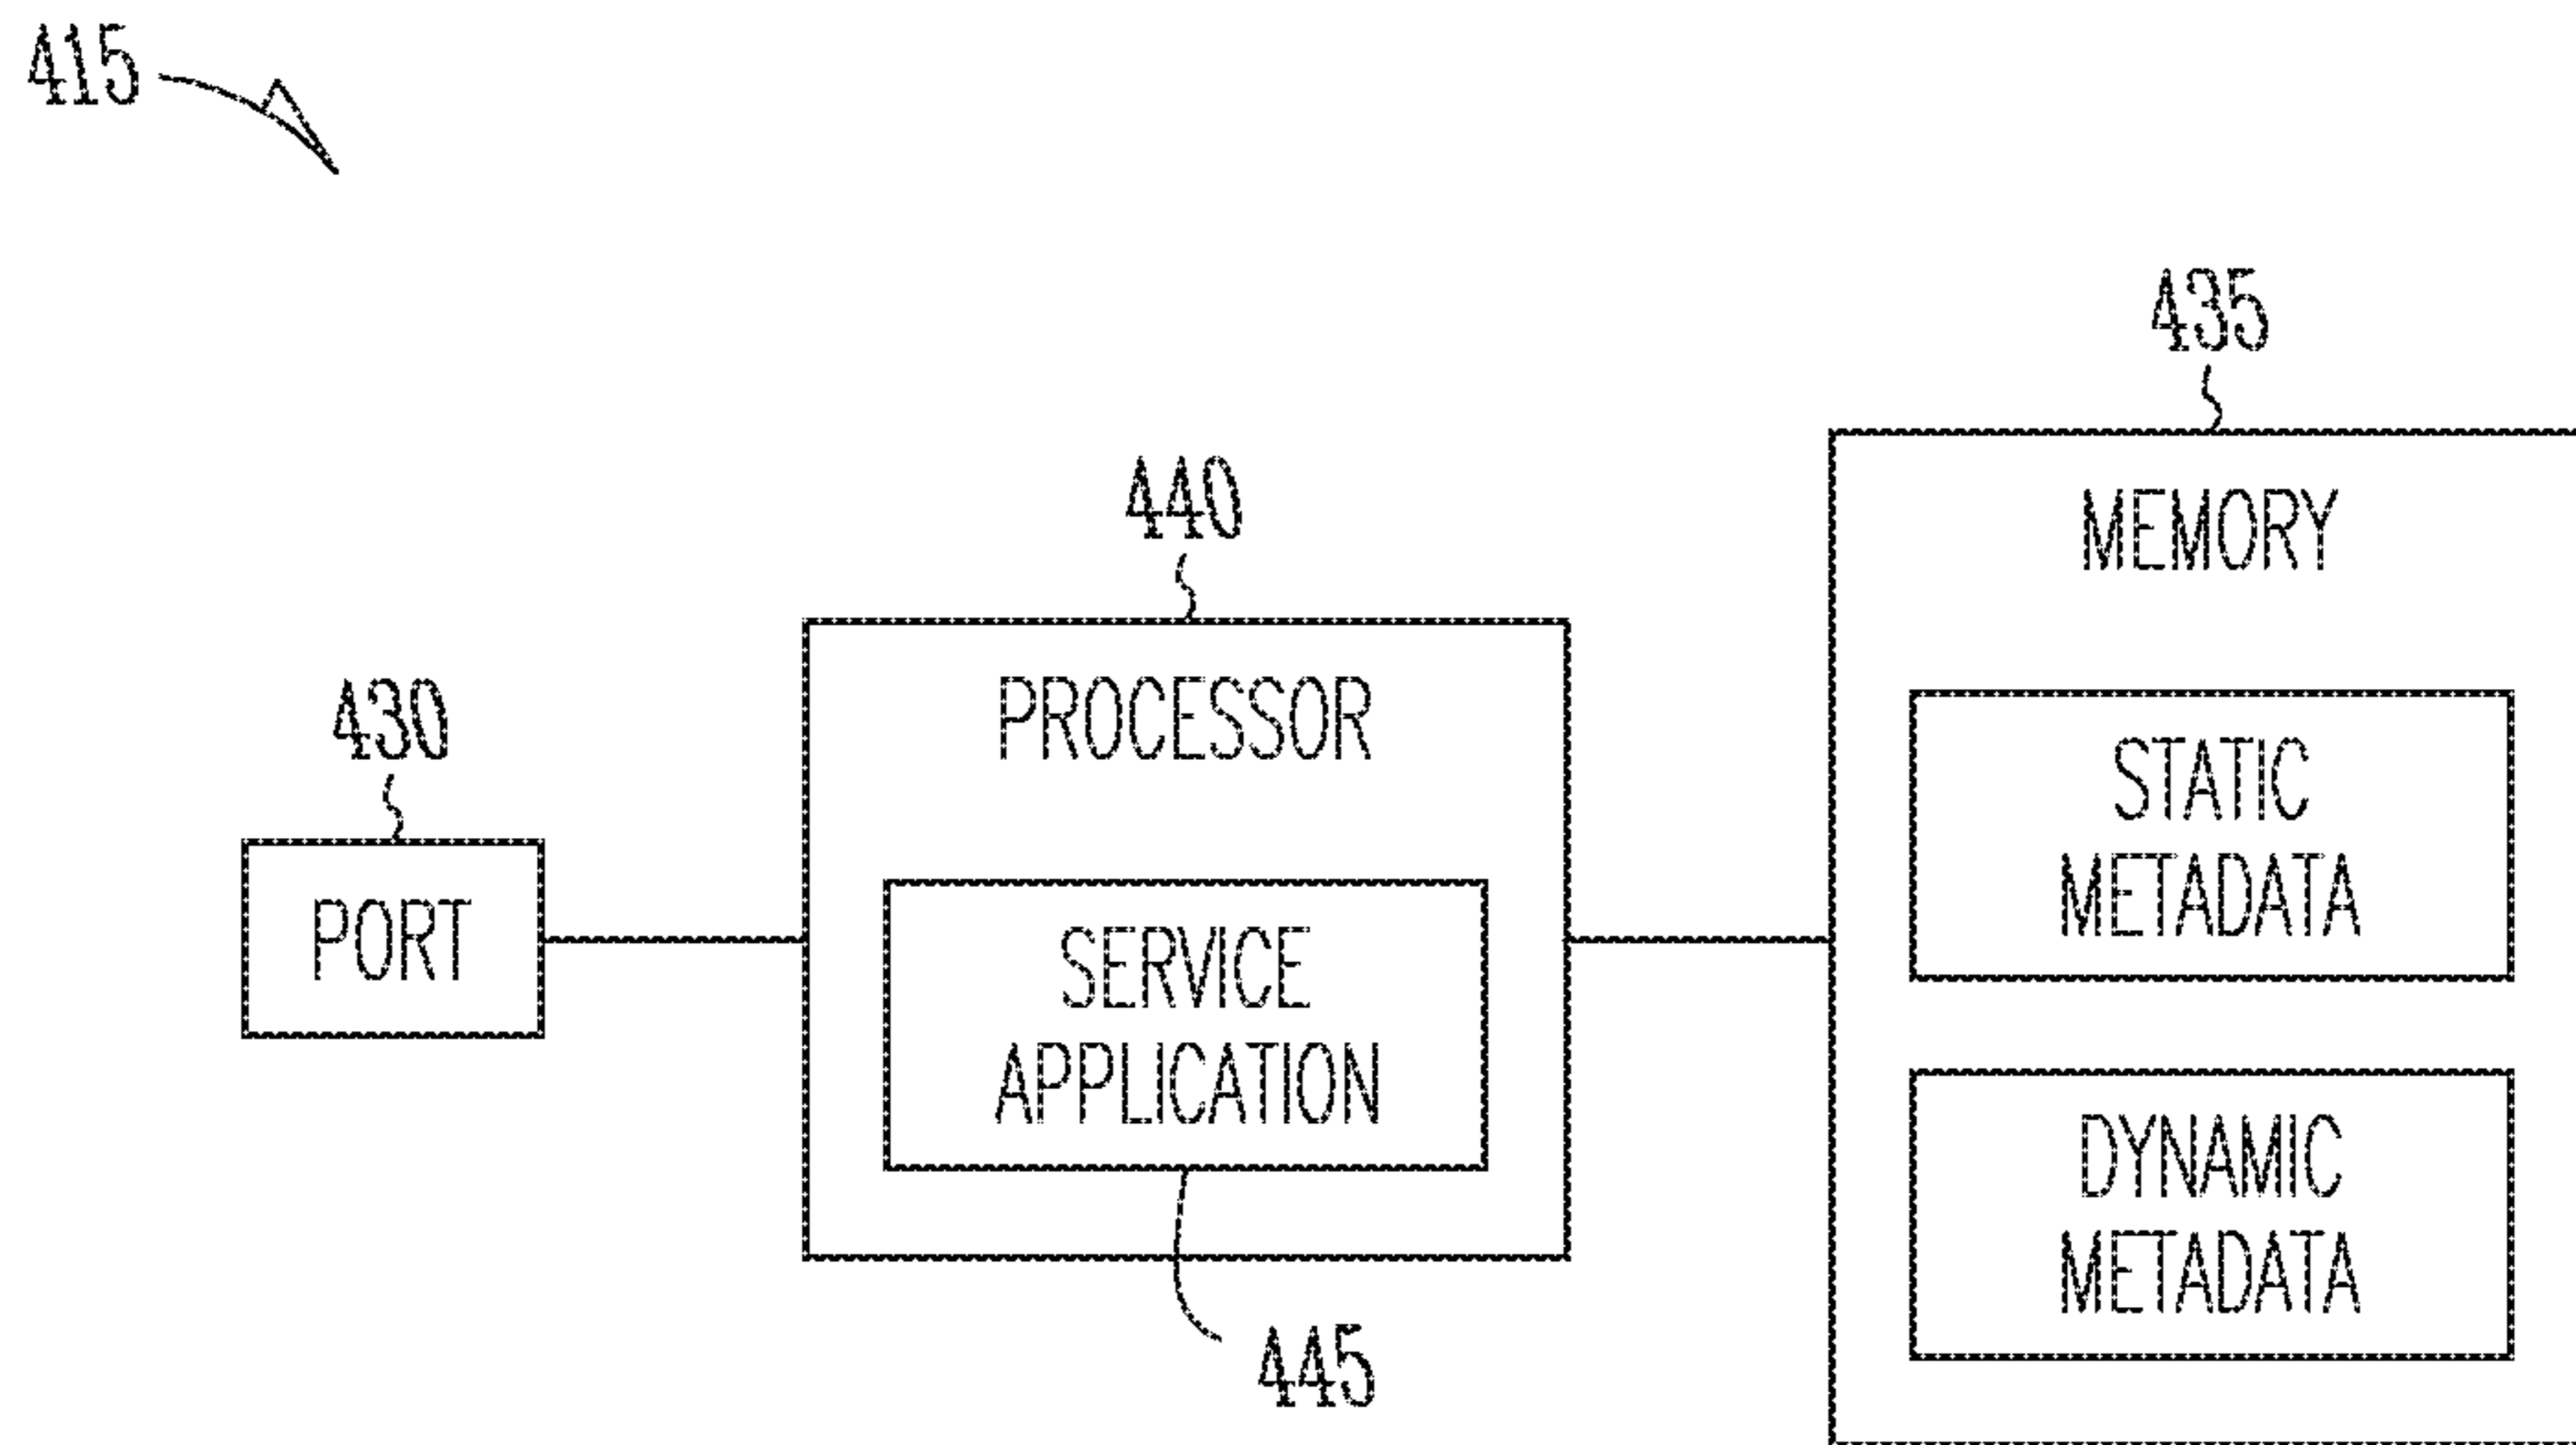 415
435
MEMORY
440
PROCESSOR
STATIC
METADATA
430
PORT
SERVICE
APPLICATION
DYNAMIC
METADATA
445